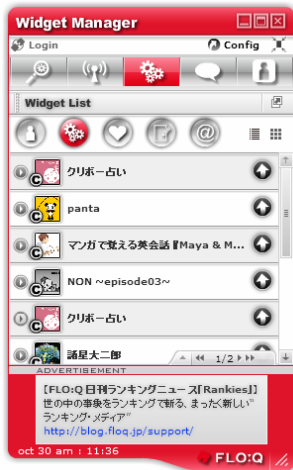 Widget Manager
Login
Config
Widget List
クリボー占い
panta
マンガで覚える英会話『Maya & M...
NON ~episode03~
クリボー占い
諸星大二郎
1/2
ADVERTISEMENT
【FLO:Q 日刊ランキングニュース「Rankies」】
世の中の事象をランキングで斬る、まったく新しい"
ランキング・メディア"
http://blog.floq.jp/support/
oct 30 am : 11:36
FLO:Q